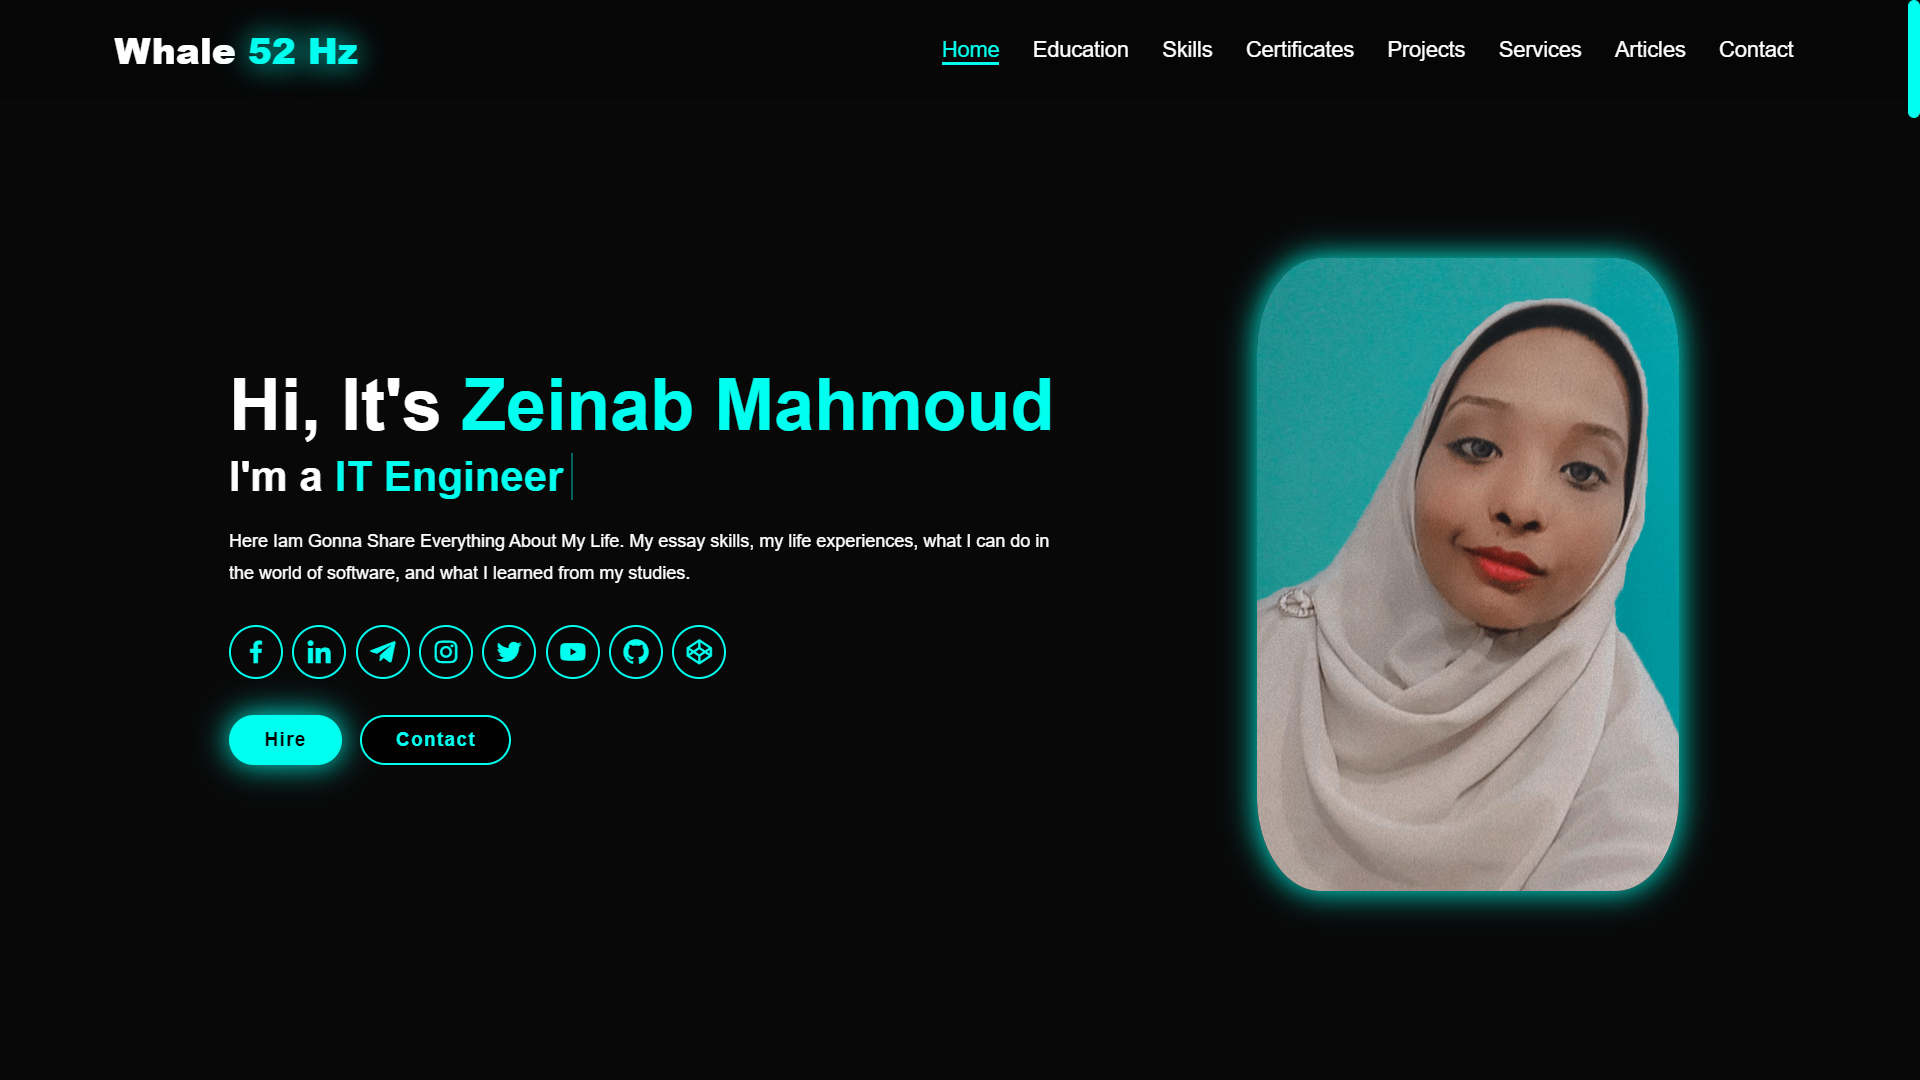 Whale 52 Hz
Home Education Skills Certificates Projects Services Articles Contact
Hi, It's Zeinab Mahmoud
I'm a IT Engineer
Here Iam Gonna Share Everything About My Life. My essay skills, my life experiences, what I can do in
the world of software, and what I learned from my studies.
Hire Contact